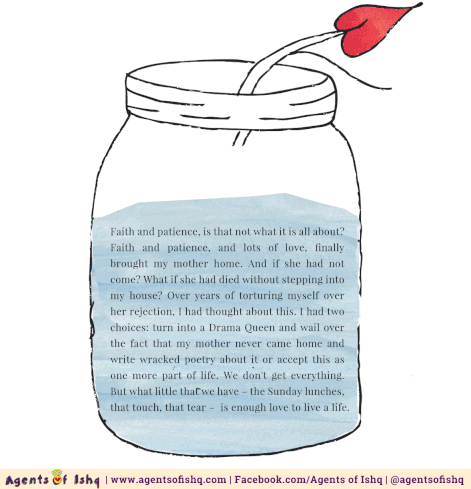 Faith and patience, is that not what it is all about?
Faith and patience, and lots of love, finally
brought my mother home. And if she had not
come? What if she had died without stepping into
my house? Over years of torturing myself over
her rejection, I had thought about this. I had two
choices: turn into a Drama Queen and wail over
the fact that my mother never came home and
write wracked poetry about it or accept this as
one more part of life. We don't get everything.
But what little that we have – the Sunday lunches,
that touch, that tear – is enough love to live a life.
Agents of Ishq | www.agentsofishq.com | Facebook.com/Agents of Ishq | @agentsofishq